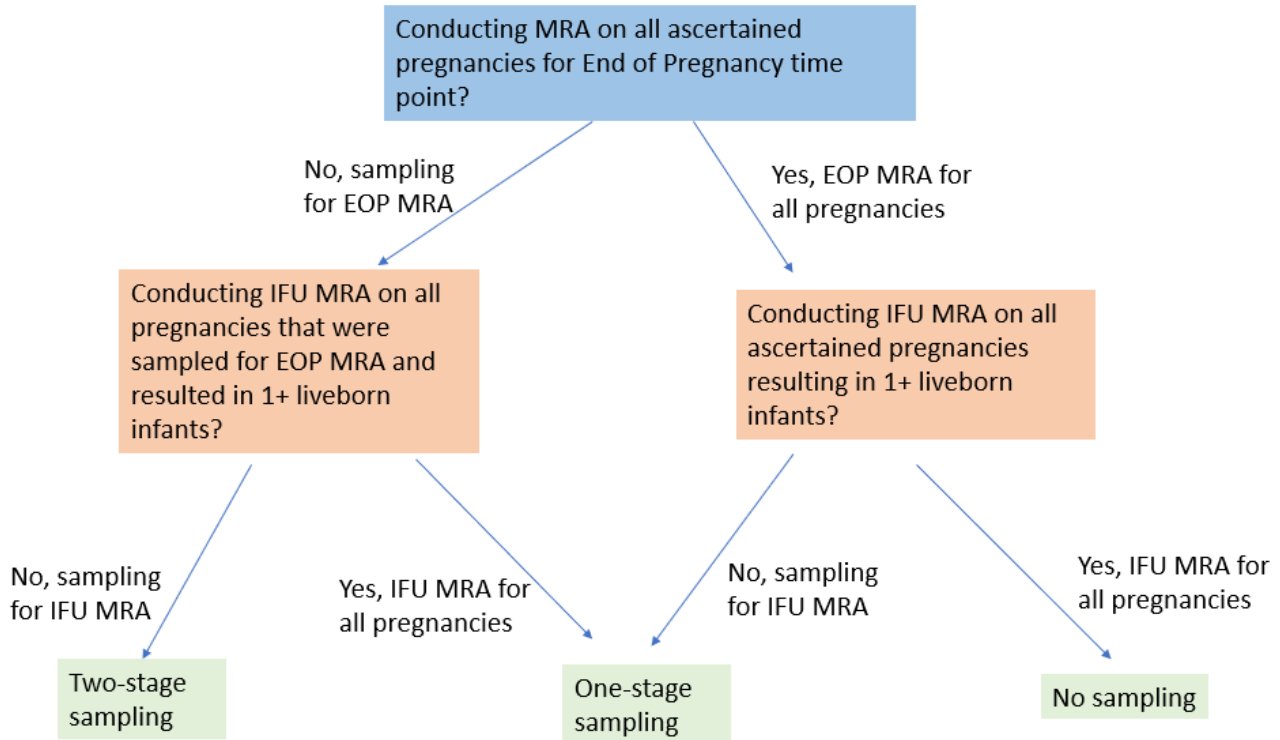 Conducting MRA on all ascertained
pregnancies for End of Pregnancy time
point?
No, sampling
for EOP MRA
Yes, EOP MRA for
all pregnancies
Conducting IFU MRA on all
pregnancies that were
sampled for EOP MRA and
resulted in 1+ liveborn
infants?
Conducting IFU MRA on all
ascertained pregnancies
resulting in 1+ liveborn
infants?
No, sampling
for IFU MRA
Yes, IFU MRA for
all pregnancies
No, sampling
for IFU MRA
Yes, IFU MRA for
all pregnancies
Two-stage
sampling
One-stage
sampling
No sampling